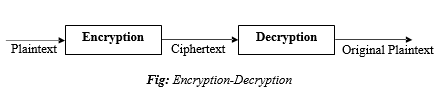 Encryption Decryption
Plaintext Ciphertext Original Plaintext
Fig: Encryption-Decryption